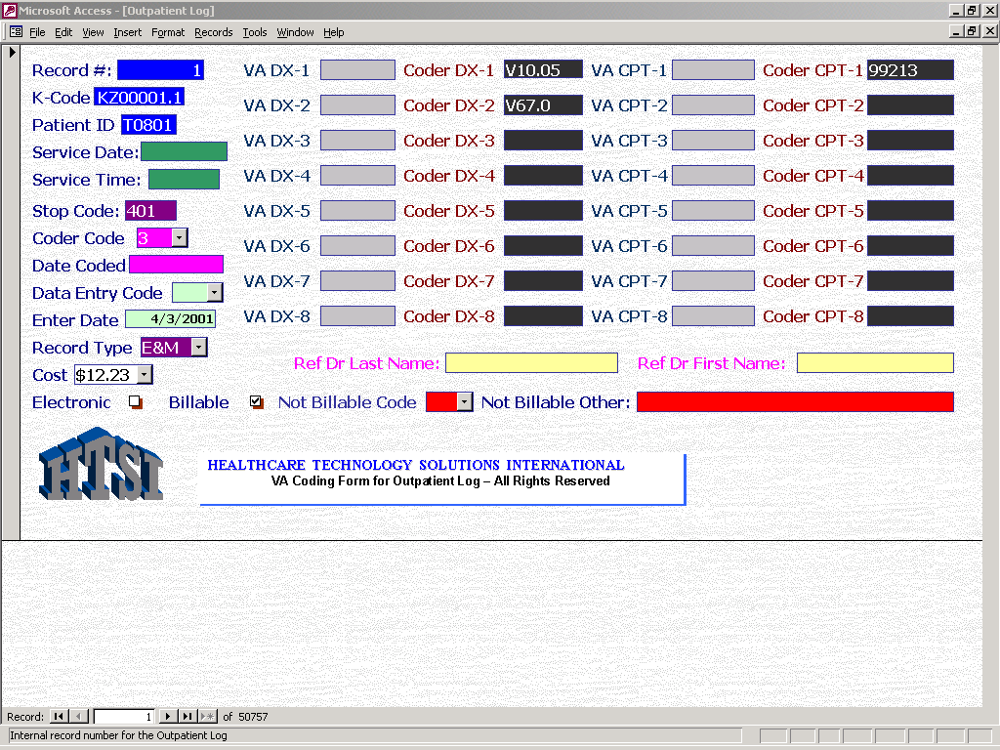 Microsoft Access - [Outpatient Log]
File Edit View Insert Format Records Tools Window Help
Record #: 1 VA DX-1 Coder DX-1 V10.05 VA CPT-1 Coder CPT-1 99213
K-Code KZ00001.1
VA DX-2 Coder DX-2 V67.0 VA CPT-2 Coder CPT-2
Patient ID T0801
VA DX-3 Coder DX-3 VA CPT-3 Coder CPT-3
Service Date:
Service Time: VA DX-4 Coder DX-4 VA CPT-4 Coder CPT-4
Stop Code: 401 VA DX-5 Coder DX-5 VA CPT-5 Coder CPT-5
Coder Code 3 VA DX-6 Coder DX-6 VA CPT-6 Coder CPT-6
Date Coded
VA DX-7 Coder DX-7 VA CPT-7 Coder CPT-7
Data Entry Code
Enter Date 4/3/2001 VA DX-8 Coder DX-8 VA CPT-8 Coder CPT-8
Record Type E&M
Ref Dr Last Name: Ref Dr First Name:
Cost $12.23
Electronic Billable Not Billable Code Not Billable Other:
HTSI
HEALTHCARE TECHNOLOGY SOLUTIONS INTERNATIONAL
VA Coding Form for Outpatient Log – All Rights Reserved
Record: 1 of 50757
Internal record number for the Outpatient Log